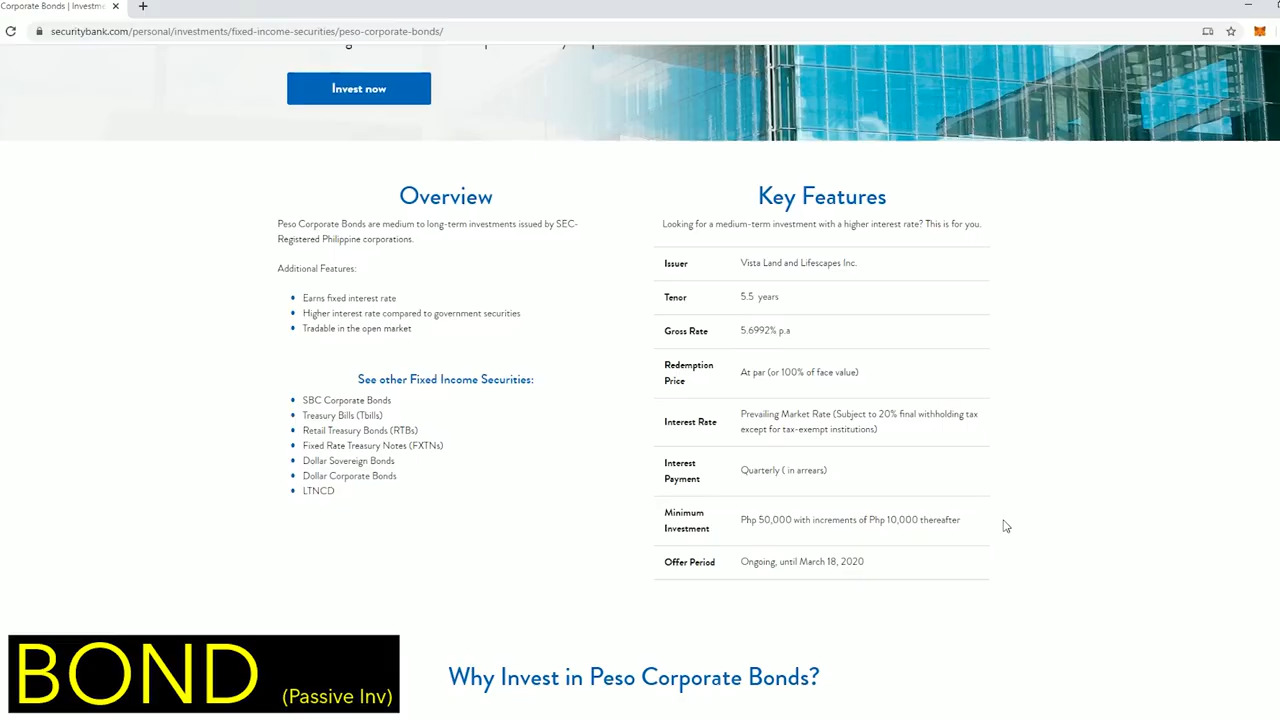 Corporate Bonds | Investme
securitybank.com/personal/investments/fixed-income-securities/peso-corporate-bonds/
Invest now
Overview
Peso Corporate Bonds are medium to long-term investments issued by SEC-
Registered Philippine corporations.
Additional Features:
Earns fixed interest rate
Higher interest rate compared to government securities
Tradable in the open market
See other Fixed Income Securities:
SBC Corporate Bonds
Treasury Bills (Tbills)
Retail Treasury Bonds (RTBs)
Fixed Rate Treasury Notes (FXTNs)
Dollar Sovereign Bonds
Dollar Corporate Bonds
LTNCD
Key Features
Looking for a medium-term investment with a higher interest rate? This is for you.
Issuer Vista Land and Lifescapes Inc.
Tenor 5.5 years
Gross Rate 5.6992% p.a
Redemption
Price
At par (or 100% of face value)
Interest Rate
Prevailing Market Rate (Subject to 20% final withholding tax
except for tax-exempt institutions)
Interest
Payment
Quarterly ( in arrears)
Minimum
Investment
Php 50,000 with increments of Php 10,000 thereafter
Offer Period Ongoing, until March 18, 2020
Why Invest in Peso Corporate Bonds?
BOND (Passive Inv)